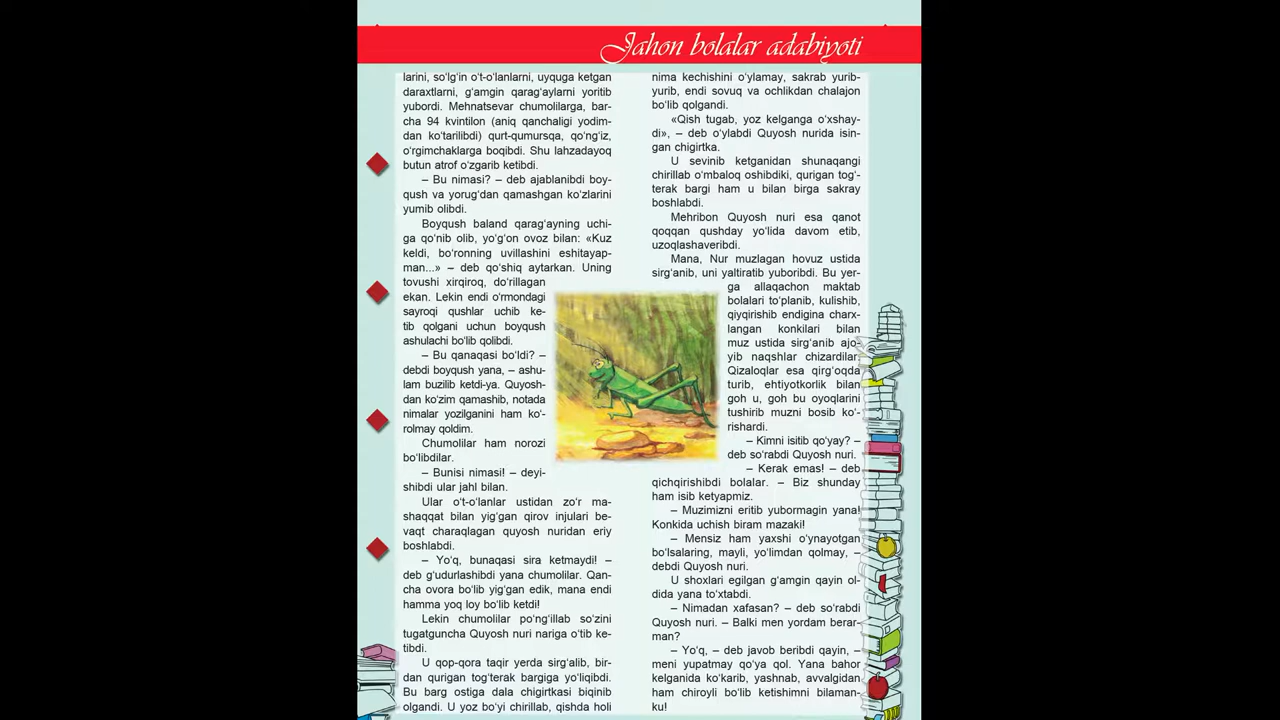 Jahon bolalar adabiyoti
larini, so‘lg‘in o‘t-o‘lanlarni, uyquga ketgan
daraxtlarni, g‘amgin qarag‘aylarni yoritib
yubordi. Mehnatsevar chumolilarga, bar-
cha 94 kvintilon (aniq qanchaligi yodim-
dan ko‘tarilibdi) qurt-qumursqa, qo‘ng‘iz,
o‘rgimchaklarga boqibdi. Shu lahzadayoq
butun atrof o‘zgarib ketibdi.
– Bu nimasi? – deb ajablanibdi boy-
qush va yorug‘dan qamashgan ko‘zlarini
yumib olibdi.
Boyqush baland qarag‘ayning uchi-
ga qo‘nib olib, yo‘g‘on ovoz bilan: «Kuz
keldi, bo‘ronning uvillashini eshitayap-
man...» – deb qo‘shiq aytarkan. Uning
tovushi xirqiroq, do‘rillagan
ekan. Lekin endi o‘rmondagi
sayroqi qushlar uchib ke-
tib qolgani uchun boyqush
ashulachi bo‘lib qolibdi.
– Bu qanaqasi bo‘ldi? –
debdi boyqush yana, – ashu-
lam buzilib ketdi-ya. Quyosh-
dan ko‘zim qamashib, notada
nimalar yozilganini ham ko‘-
rolmay qoldim.
Chumolilar ham norozi
bo‘libdilar.
– Bunisi nimasi! – deyi-
shibdi ular jahl bilan.
Ular o‘t-o‘lanlar ustidan zo‘r ma-
shaqqat bilan yig‘gan qirov injulari be-
vaqt charaqlagan quyosh nuridan eriy
boshlabdi.
– Yo‘q, bunaqasi sira ketmaydi! –
deb g‘udurlashibdi yana chumolilar. Qan-
cha ovora bo‘lib yig‘gan edik, mana endi
hamma yoq loy bo‘lib ketdi!
Lekin chumolilar po‘ng‘illab so‘zini
tugatguncha Quyosh nuri nariga o‘tib ke-
tibdi.
U qop-qora taqir yerda sirg‘alib, bir-
dan qurigan tog‘terak bargiga yo‘liqibdi.
Bu barg ostiga dala chigirtkasi biqinib
olgandi. U yoz bo‘yi chirillab, qishda holi
nima kechishini o‘ylamay, sakrab yurib-
yurib, endi sovuq va ochlikdan chalajon
bo‘lib qolgandi.
«Qish tugab, yoz kelganga o‘xshay-
di», – deb o‘ylabdi Quyosh nurida isin-
gan chigirtka.
U sevinib ketganidan shunaqangi
chirillab o‘mbaloq oshibdiki, qurigan tog‘-
terak bargi ham u bilan birga sakray
boshlabdi.
Mehribon Quyosh nuri esa qanot
qoqqan qushday yo‘lida davom etib,
uzoqlashaveribdi.
Mana, Nur muzlagan hovuz ustida
sirg‘anib, uni yaltiratib yuboribdi. Bu yer-
ga allaqachon maktab
bolalari to‘planib, kulishib,
qiyqirishib endigina charx-
langan konkilari bilan
muz ustida sirg‘anib ajo-
yib naqshlar chizardilar.
Qizaloqlar esa qirg‘oqda
turib, ehtiyotkorlik bilan
goh u, goh bu oyoqlarini
tushirib muzni bosib ko‘-
rishardi.
– Kimni isitib qo‘yay? –
deb so‘rabdi Quyosh nuri.
– Kerak emas! – deb
qichqirishibdi bolalar. – Biz shunday
ham isib ketyapmiz.
– Muzimizni eritib yubormagin yana!
Konkida uchish biram mazaki!
– Mensiz ham yaxshi o‘ynayotgan
bo‘lsalaring, mayli, yo‘limdan qolmay, –
debdi Quyosh nuri.
U shoxlari egilgan g‘amgin qayin ol-
dida yana to‘xtabdi.
– Nimadan xafasan? – deb so‘rabdi
Quyosh nuri. – Balki men yordam berar-
man?
– Yo‘q, – deb javob beribdi qayin, –
meni yupatmay qo‘ya qol. Yana bahor
kelganida ko‘karib, yashnab, avvalgidan
ham chiroyli bo‘lib ketishimni bilaman-
ku!